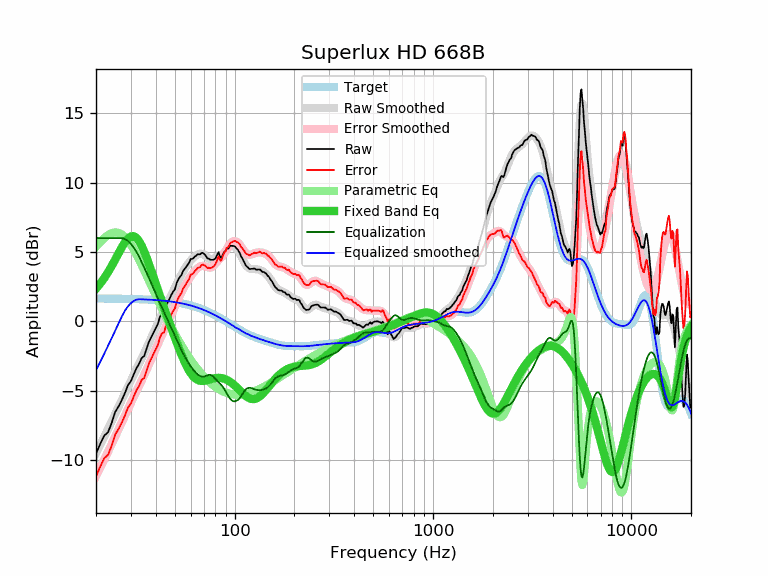 Superlux HD 668B
Target
Raw Smoothed
Error Smoothed
Raw
Error
Parametric Eq
Fixed Band Eq
Equalization
Equalized smoothed
Amplitude (dBr)
15
10
5
0
−5
−10
100
1000
10000
Frequency (Hz)